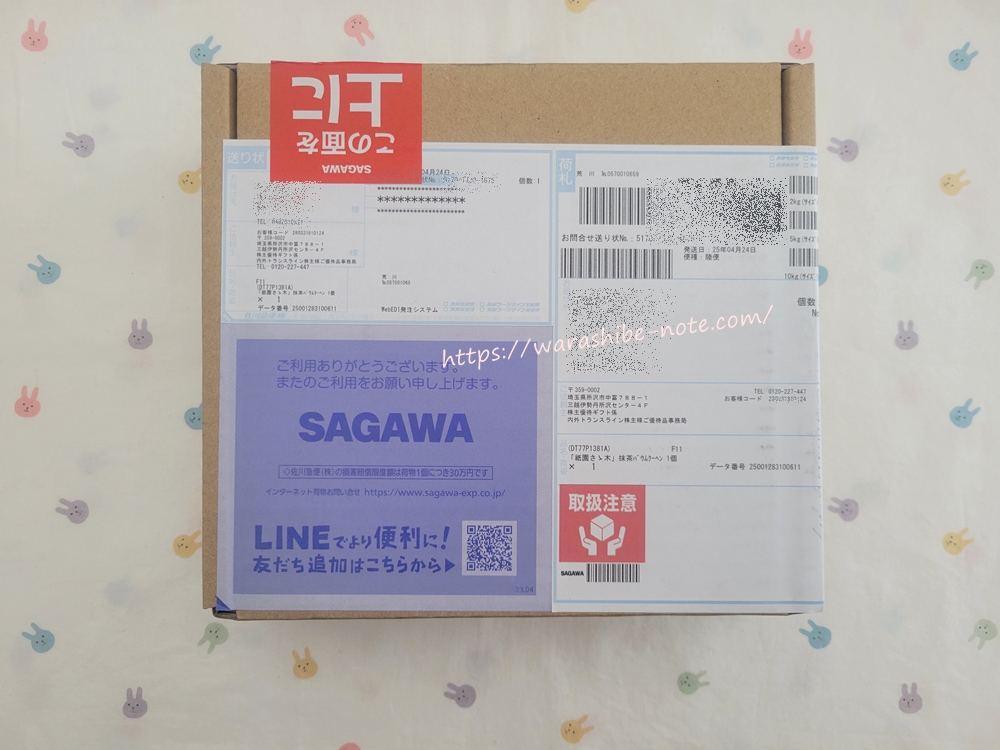 この面を
上に
SAGAWA
送り状
04月24日
個数:1
様
*************
様
お客様コード
〒 359-0002
埼玉県所沢市中富788-1
三越伊勢丹所沢センター4F
株主優待ギフト係
内外トランスライン株主様ご優待品事務局
TEL 0120-227-447
F11
(DT77P1381A)
「祇園さゝ木」抹茶バウムクーヘン 1個
× 1
データ番号 25001283100611
荒 川
WebEDI発注システム
ご利用ありがとうございます。
またのご利用をお願い申し上げます。
SAGAWA
佐川急便(株)の損害賠償限度額は荷物1個につき30万円です
インターネット荷物お問い合せ https://www.sagawa-exp.co.jp/
LINEでより便利に!
友だち追加はこちらから▶
荷札
荒 川 №0570010659
2kg(サイズ
お問合せ送り状№:
5kg(サイズ
発送日:25年04月24日
便種:陸便
10kg(サイズ
個数
〒 359-0002
TEL 0120-227-447
埼玉県所沢市中富788-1
お客様コード
三越伊勢丹所沢センター4F
株主優待ギフト係
内外トランスライン株主様ご優待品事務局
(DT77P1381A) F11
「祇園さゝ木」抹茶バウムクーヘン 1個
× 1
データ番号 25001283100611
取扱注意
SAGAWA
https://warashibe-note.com/